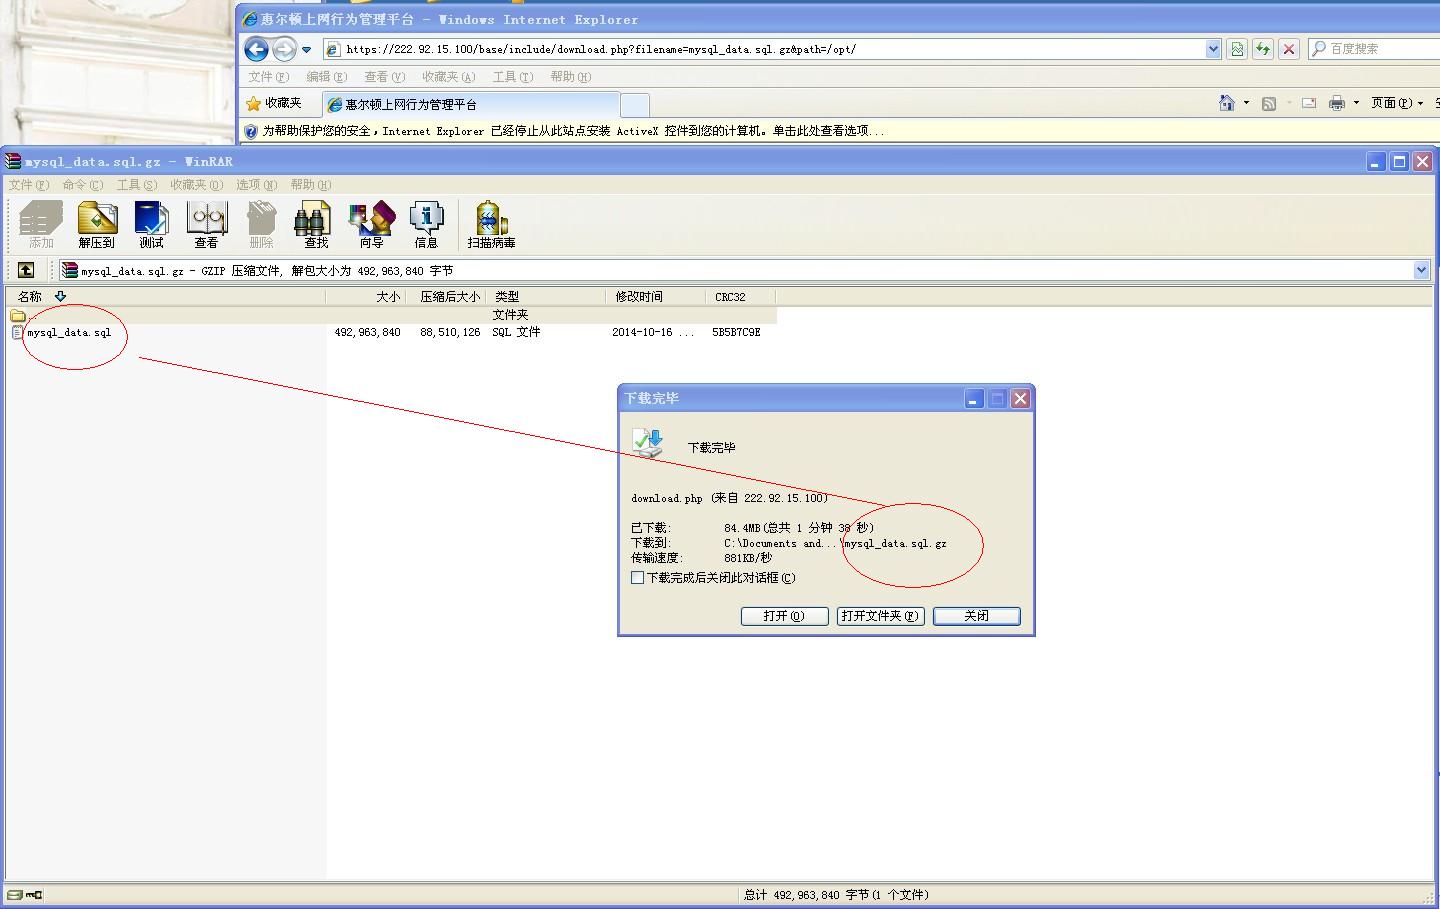 惠尔顿上网行为管理平台 - Windows Internet Explorer
https://222.92.15.100/base/include/download.php?filename=mysql_data.sql.gz&path=/opt/
百度搜索
文件(F) 编辑(E) 查看(V) 收藏夹(A) 工具(T) 帮助(H)
收藏夹 惠尔顿上网行为管理平台 页面(P)
为帮助保护您的安全，Internet Explorer 已经停止从此站点安装 ActiveX 控件到您的计算机。单击此处查看选项...
mysql_data.sql.gz - WinRAR
文件(F) 命令(C) 工具(S) 收藏夹(O) 选项(N) 帮助(H)
添加 解压到 测试 查看 删除 查找 向导 信息 扫描病毒
mysql_data.sql.gz - GZIP 压缩文件, 解包大小为 492,963,840 字节
名称 大小 压缩后大小 类型 修改时间 CRC32
.. 文件夹
mysql_data.sql 492,963,840 88,510,126 SQL 文件 2014-10-16 ... 5B5B7C9E
下载完毕
下载完毕
download.php (来自 222.92.15.100)
已下载: 84.4MB(总共 1 分钟 38 秒)
下载到: C:\Documents and...\mysql_data.sql.gz
传输速度: 881KB/秒
下载完成后关闭此对话框(C)
打开(O) 打开文件夹(F) 关闭
总计 492,963,840 字节(1 个文件)